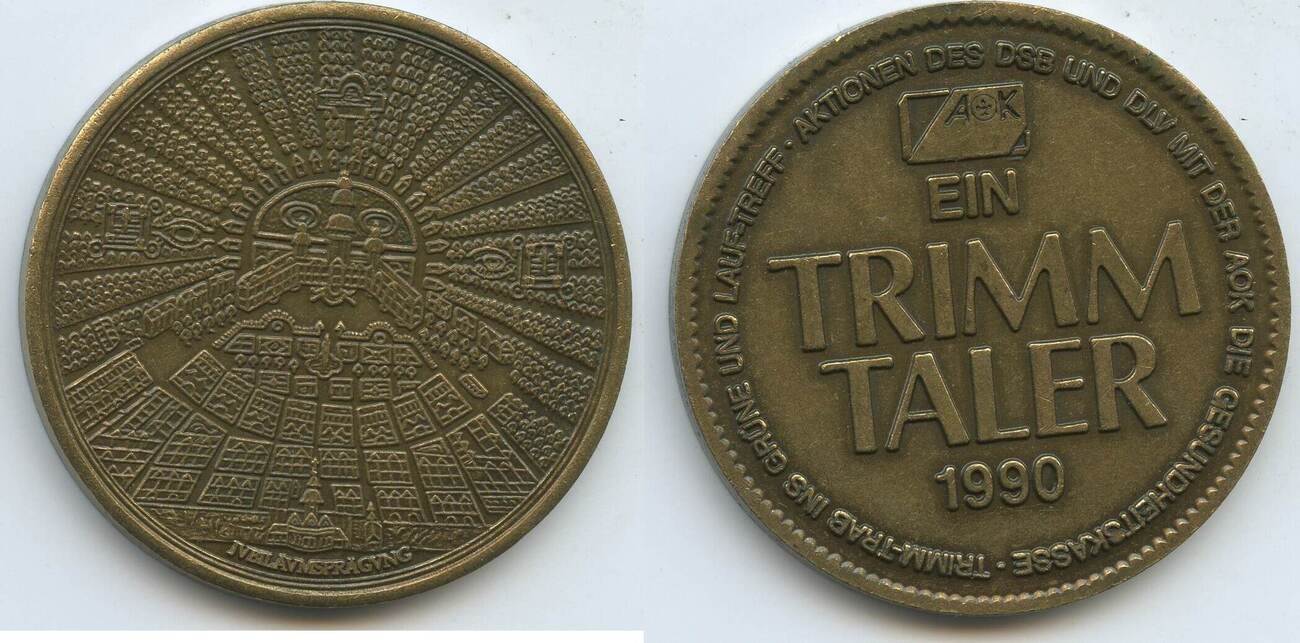 JVBILÄVMSPRÄGVNG
TRIMM-TRAB INS GRÜNE UND LAUF-TREFF · AKTIONEN DES DSB UND DLV MIT DER AOK DIE GESUNDHEITSKASSE ·
AOK
EIN
TRIMM
TALER
1990